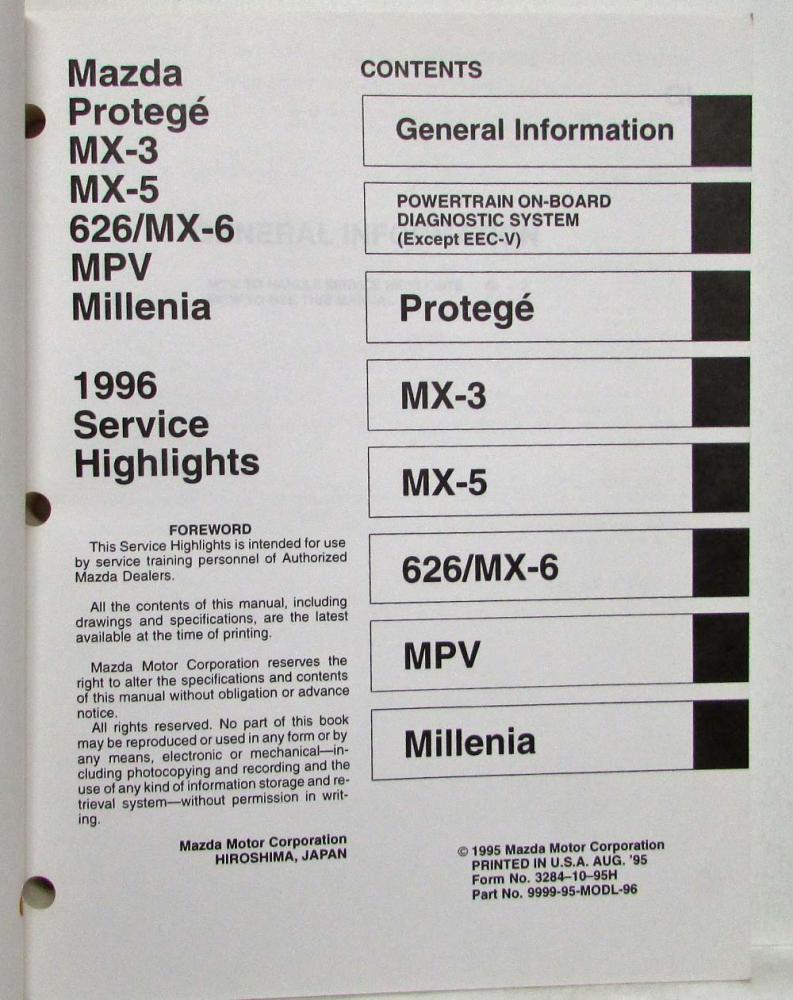 Mazda
Protegé
MX-3
MX-5
626/MX-6
MPV
Millenia
1996
Service
Highlights
FOREWORD
This Service Highlights is intended for use
by service training personnel of Authorized
Mazda Dealers.
All the contents of this manual, including
drawings and specifications, are the latest
available at the time of printing.
Mazda Motor Corporation reserves the
right to alter the specifications and contents
of this manual without obligation or advance
notice.
All rights reserved. No part of this book
may be reproduced or used in any form or by
any means, electronic or mechanical—in-
cluding photocopying and recording and the
use of any kind of information storage and re-
trieval system—without permission in writ-
ing.
Mazda Motor Corporation
HIROSHIMA, JAPAN
CONTENTS
General Information
POWERTRAIN ON-BOARD
DIAGNOSTIC SYSTEM
(Except EEC-V)
Protegé
MX-3
MX-5
626/MX-6
MPV
Millenia
© 1995 Mazda Motor Corporation
PRINTED IN U.S.A. AUG. '95
Form No. 3284–10–95H
Part No. 9999-95-MODL-96